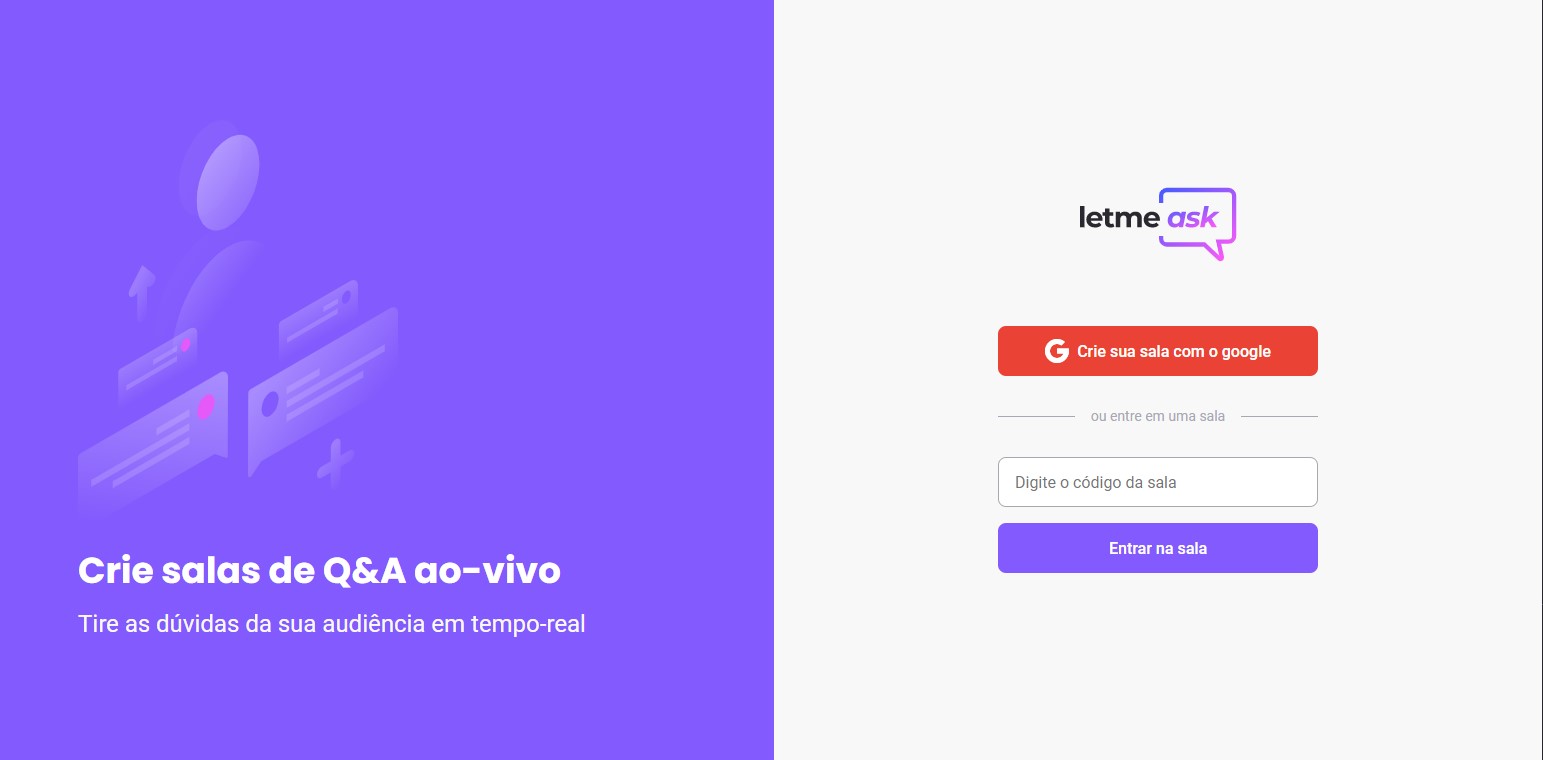 Crie salas de Q&A ao-vivo
Tire as dúvidas da sua audiência em tempo-real
letme ask
Crie sua sala com o google
ou entre em uma sala
Digite o código da sala
Entrar na sala